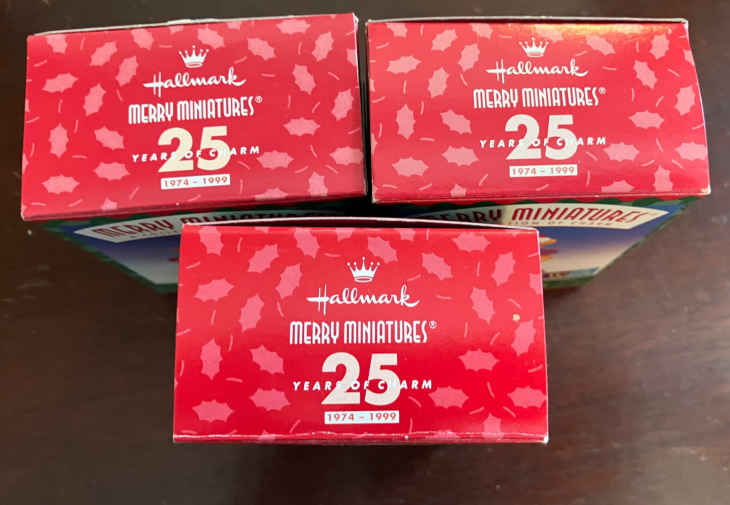 Hallmark
MERRY MINIATURES®
25
YEARS OF CHARM
1974 - 1999
Hallmark
MERRY MINIATURES®
25
YEARS OF CHARM
1974 - 1999
MERRY MINIATURES
MERRY MINIATURES®
Hallmark
MERRY MINIATURES®
25
YEARS OF CHARM
1974 - 1999